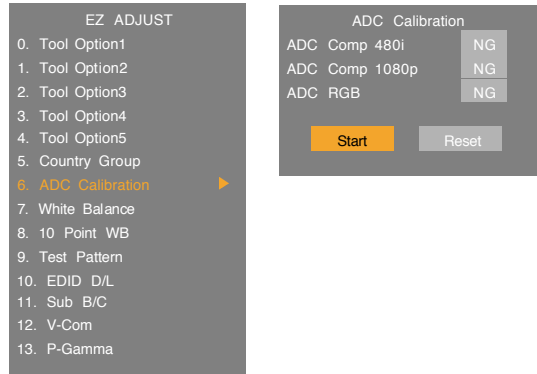 EZ ADJUST
0. Tool Option1
1. Tool Option2
2. Tool Option3
3. Tool Option4
4. Tool Option5
5. Country Group
6. ADC Calibration
7. White Balance
8. 10 Point WB
9. Test Pattern
10. EDID D/L
11. Sub B/C
12. V-Com
13. P-Gamma
ADC Calibration
ADC Comp 480i NG
ADC Comp 1080p NG
ADC RGB NG
Start Reset